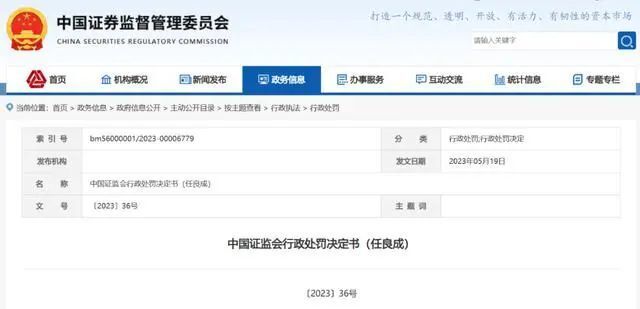 中国证券监督管理委员会
CHINA SECURITIES REGULATORY COMMISSION
打造一个规范、透明、开放、有活力、有韧性的资本市场
请输入关键字
首页 机构概况 新闻发布 政务信息 办事服务 互动交流 统计信息 专题专栏
当前位置：首页 > 政务信息 > 政府信息公开 > 主动公开目录 > 按主题查看 > 行政执法 > 行政处罚
索 引 号 bm56000001/2023-00006779 分 类 行政处罚;行政处罚决定
发布机构 发文日期 2023年05月19日
名 称 中国证监会行政处罚决定书（任良成）
文 号 〔2023〕36号 主 题 词
中国证监会行政处罚决定书（任良成）
〔2023〕36号